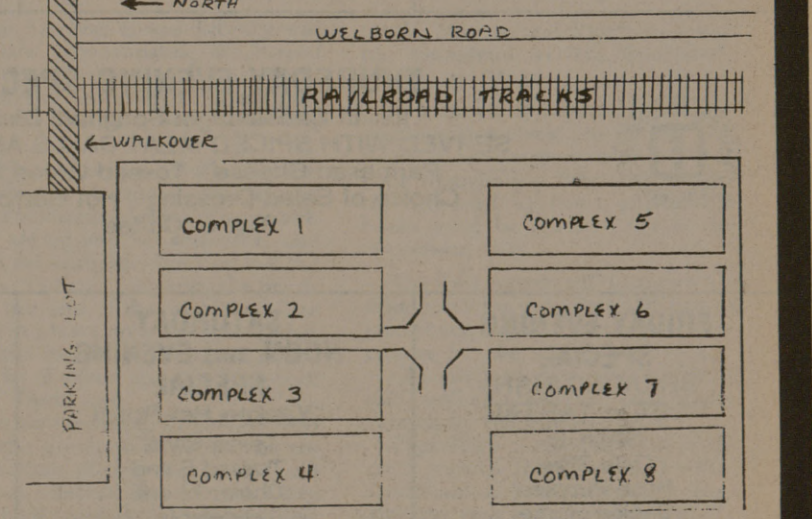 ← NORTH
WELBORN ROAD
RAILROAD TRACKS
← WALKOVER
COMPLEX 1
COMPLEX 2
COMPLEX 3
COMPLEX 4
COMPLEX 5
COMPLEX 6
COMPLEX 7
COMPLEX 8
PARKING LOT